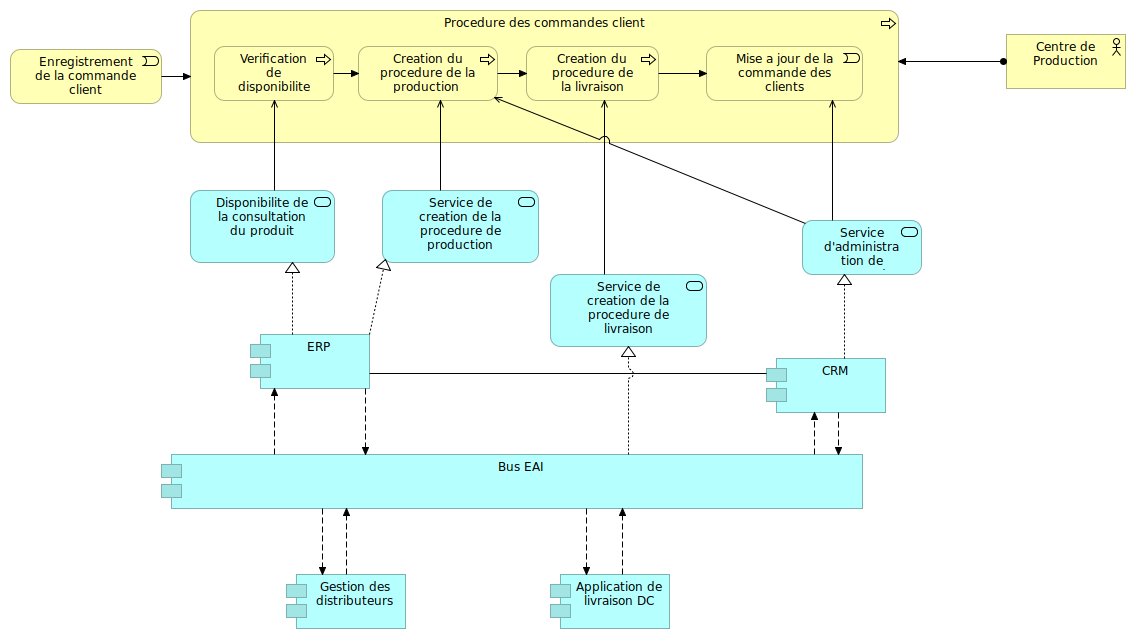 Procedure des commandes client
Enregistrement
de la commande
client
Verification
de
disponibilite
Creation du
procedure de la
production
Creation du
procedure de
la livraison
Mise a jour de la
commande des
clients
Centre de
Production
Disponibilite de
la consultation
du produit
Service de
creation de la
procedure de
production
Service
d'administra
tion de
Service de
creation de la
procedure de
livraison
ERP
CRM
Bus EAI
Gestion des
distributeurs
Application de
livraison DC